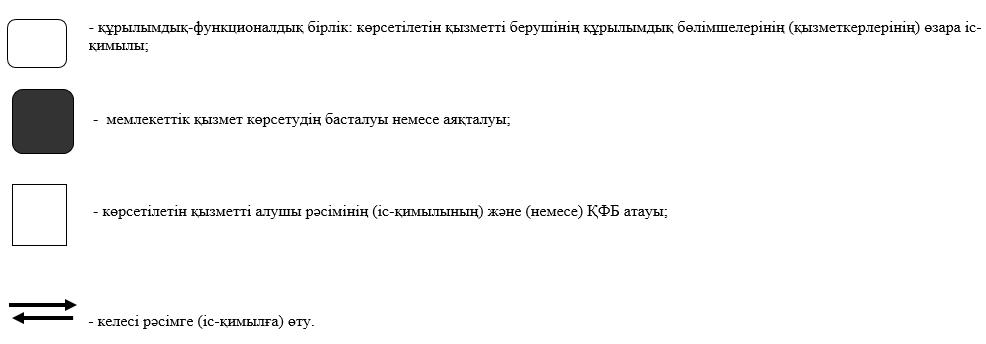 - құрылымдық-функционалдық бірлік: көрсетілетін қызметті берушінің құрылымдық бөлімшелерінің (қызметкерлерінің) өзара іс-
қимылы;
- мемлекеттік қызмет көрсетудің басталуы немесе аяқталуы;
- көрсетілетін қызметті алушы рәсімінің (іс-қимылының) және (немесе) ҚФБ атауы;
- келесі рәсімге (іс-қимылға) өту.